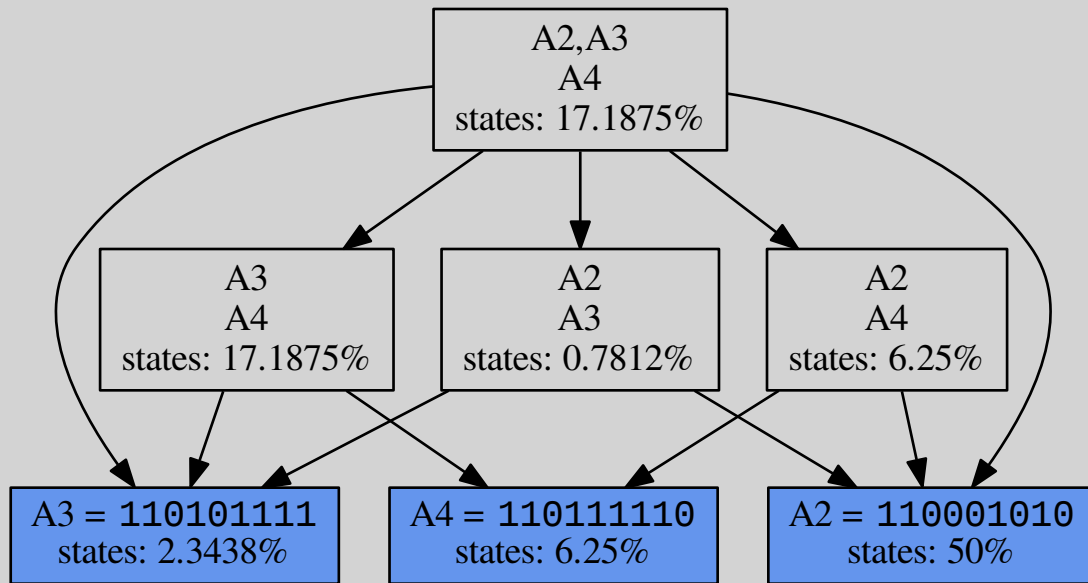 A2,A3
A4
states: 17.1875%
A3
A4
states: 17.1875%
A2
A3
states: 0.7812%
A2
A4
states: 6.25%
A3 = 110101111
states: 2.3438%
A4 = 110111110
states: 6.25%
A2 = 110001010
states: 50%